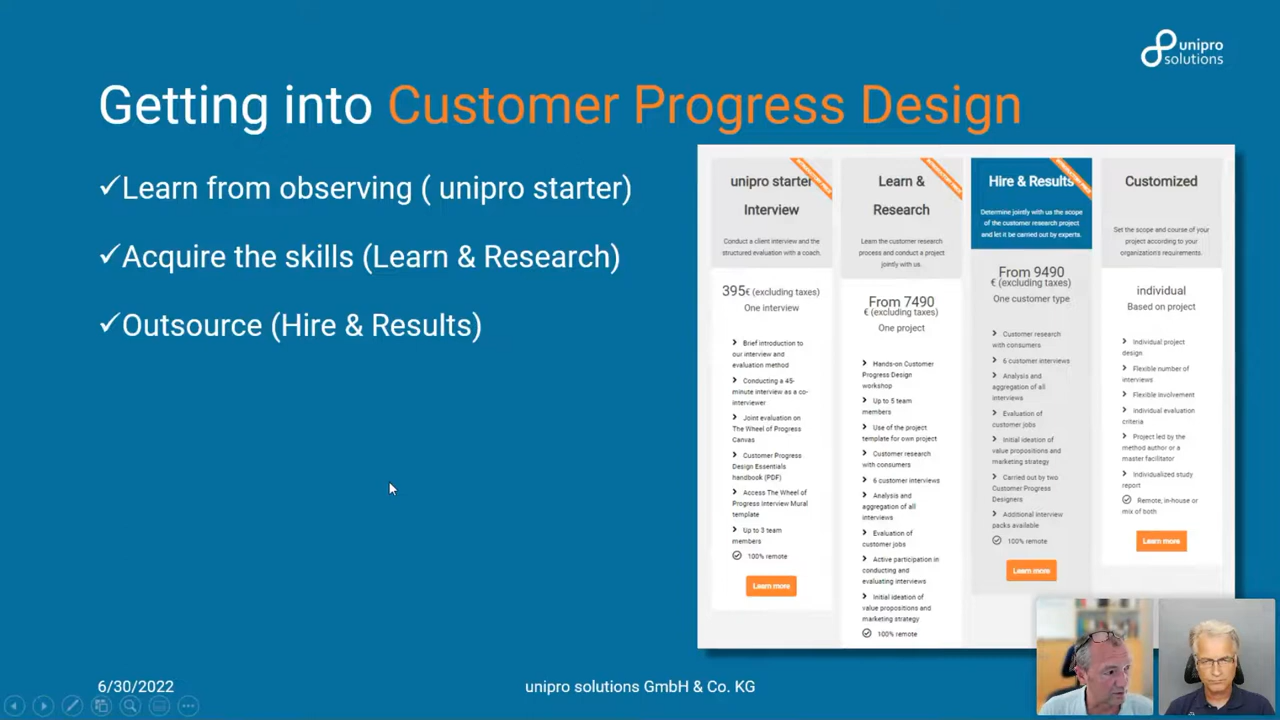 unipro
solutions
Getting into Customer Progress Design
Learn from observing ( unipro starter)
Acquire the skills (Learn & Research)
Outsource (Hire & Results)
unipro starter
Interview
Conduct a client interview and the
structured evaluation with a coach.
395€ (excluding taxes)
One interview
Brief introduction to
our interview and
evaluation method
Conducting a 45-
minute interview as a co-
interviewer
Joint evaluation on
The Wheel of Progress
Canvas
Customer Progress
Design Essentials
handbook (PDF)
Access The Wheel of
Progress Interview Mural
template
Up to 3 team
members
100% remote
Learn more
Learn &
Research
Learn the customer research
process and conduct a project
jointly with us.
From 7490
€ (excluding taxes)
One project
Hands-on Customer
Progress Design
workshop
Up to 5 team
members
Use of the project
template for own project
Customer research
with consumers
6 customer interviews
Analysis and
aggregation of all
interviews
Evaluation of
customer jobs
Active participation in
conducting and
evaluating interviews
Initial ideation of
value propositions and
marketing strategy
100% remote
Hire & Results
Determine jointly with us the scope
of the customer research project
and let it be carried out by experts.
From 9490
€ (excluding taxes)
One customer type
Customer research
with consumers
6 customer interviews
Analysis and
aggregation of all
interviews
Evaluation of
customer jobs
Initial ideation of
value propositions and
marketing strategy
Carried out by two
Customer Progress
Designers
Additional Interview
packs available
100% remote
Learn more
Customized
Set the scope and course of your
project according to your
organization's requirements.
individual
Based on project
Individual project
design
Flexible number of
interviews
Flexible involvement
Individual evaluation
criteria
Project led by the
method author or a
master facilitator
Individualized study
report
Remote, in-house or
mix of both
Learn more
6/30/2022
unipro solutions GmbH & Co. KG